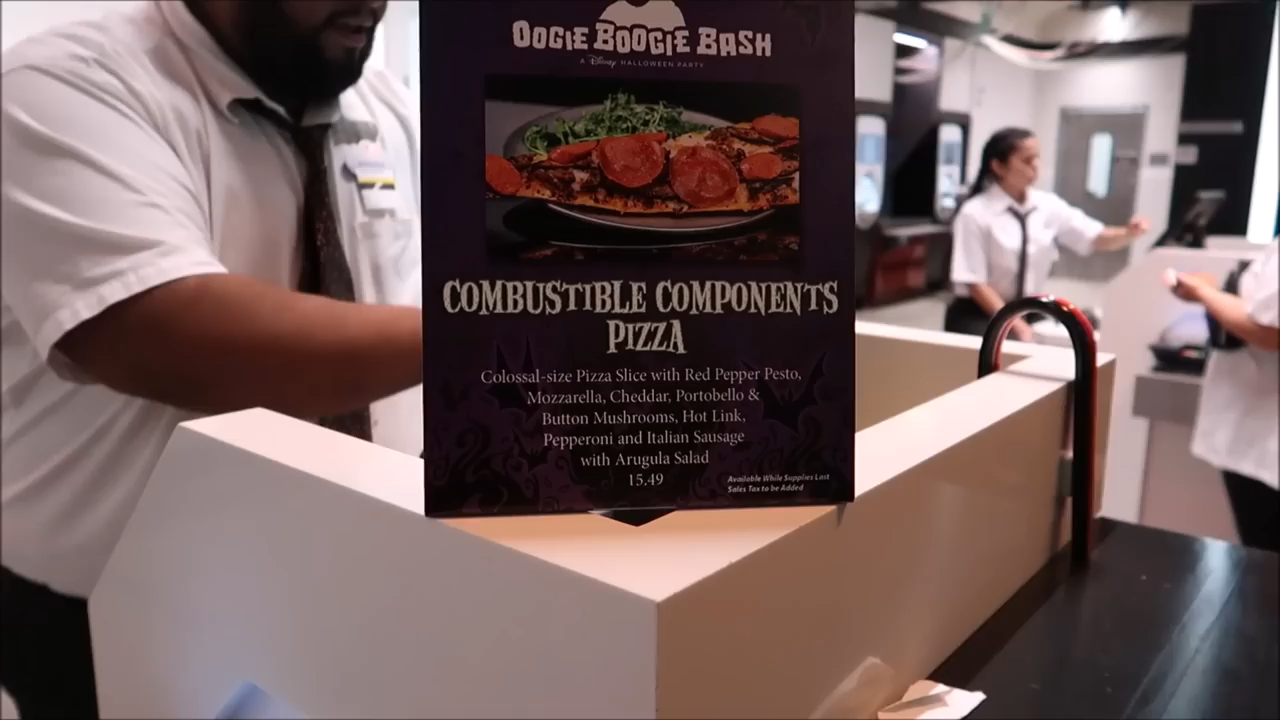 OOGIE BOOGIE BASH
A Disney HALLOWEEN PARTY
COMBUSTIBLE COMPONENTS
PIZZA
Colossal-size Pizza Slice with Red Pepper Pesto,
Mozzarella, Cheddar, Portobello &
Button Mushrooms, Hot Link,
Pepperoni and Italian Sausage
with Arugula Salad
15.49
Available While Supplies Last
Sales Tax to be Added